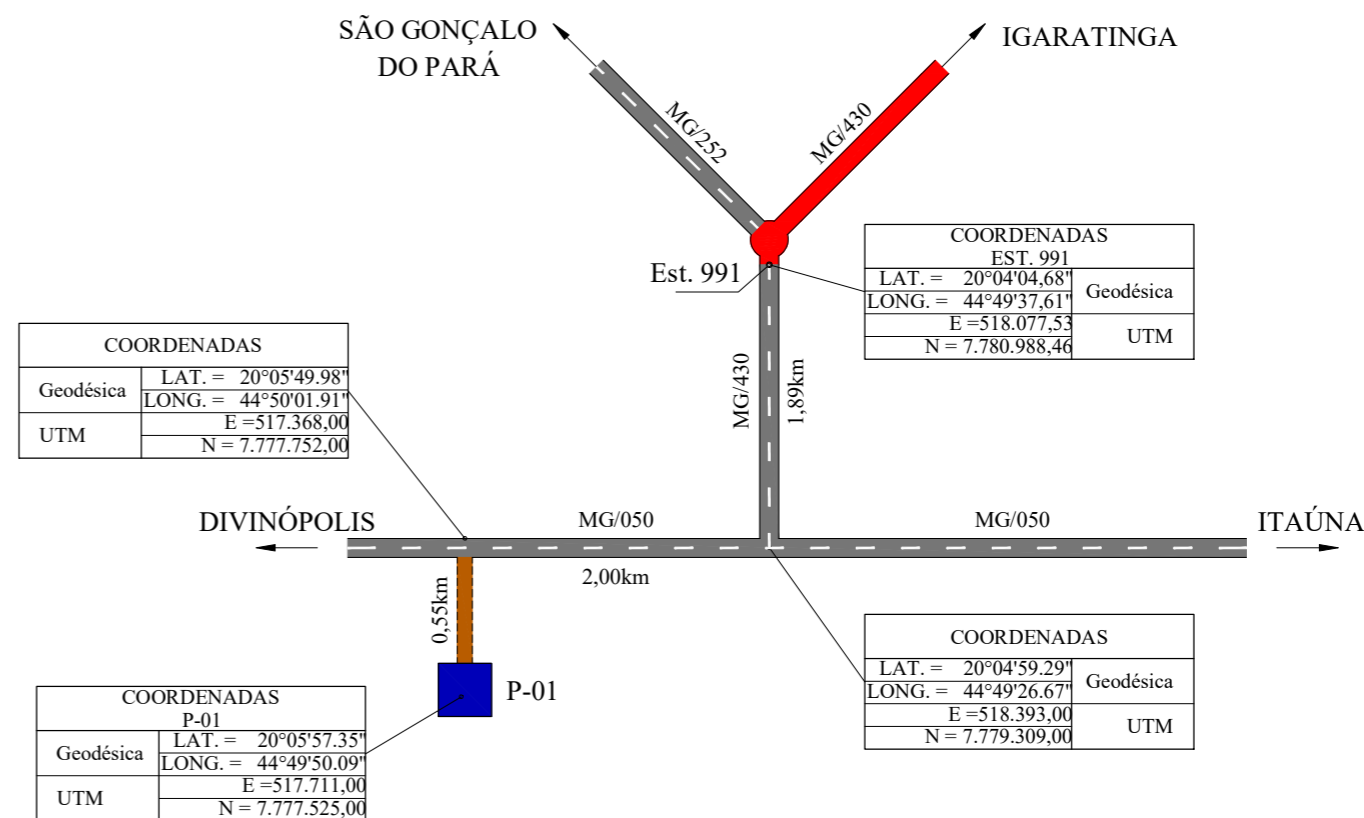 SÃO GONÇALO
DO PARÁ
IGARATINGA
MG/252
MG/430
Est. 991
COORDENADAS
EST. 991
LAT. = 20°04'04,68"
LONG. = 44°49'37,61"
Geodésica
E =518.077,53
N = 7.780.988,46
UTM
COORDENADAS
Geodésica
LAT. = 20°05'49.98"
LONG. = 44°50'01.91"
UTM
E =517.368,00
N = 7.777.752,00
MG/430
1,89km
DIVINÓPOLIS
MG/050
MG/050
ITAÚNA
2,00km
0,55km
P-01
COORDENADAS
LAT. = 20°04'59.29"
LONG. = 44°49'26.67"
Geodésica
E =518.393,00
N = 7.779.309,00
UTM
COORDENADAS
P-01
Geodésica
LAT. = 20°05'57.35"
LONG. = 44°49'50.09"
UTM
E =517.711,00
N = 7.777.525,00